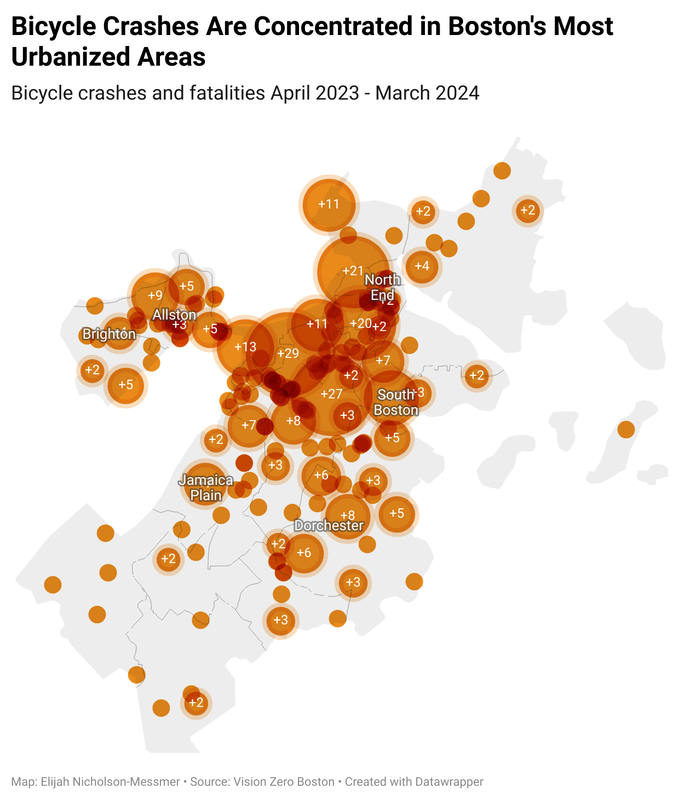 Bicycle Crashes Are Concentrated in Boston's Most
Urbanized Areas
Bicycle crashes and fatalities April 2023 - March 2024
+11
+2
+2
+21
+4
North
End
+2
+9
+5
Allston
+3
Brighton
+5
+11
+20
+2
+13
+29
+7
+2
+5
+2
+27
+2
South
Boston
+3
+3
+7
+8
+5
+2
+3
+6
+3
Jamaica
Plain
+8
+5
Dorchester
+2
+6
+2
+3
+3
+2
Map: Elijah Nicholson-Messmer • Source: Vision Zero Boston • Created with Datawrapper